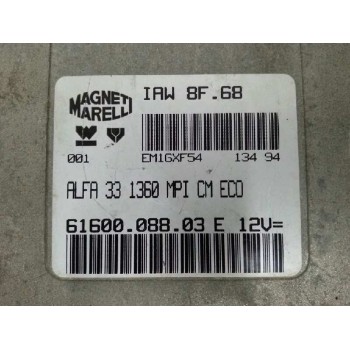 MAGNETI
MARELLI
IAW 8F.68
001
EM1GXF54
134 94
ALFA 33 1360 MPI CM ECO
61600.088.03 E 12V=